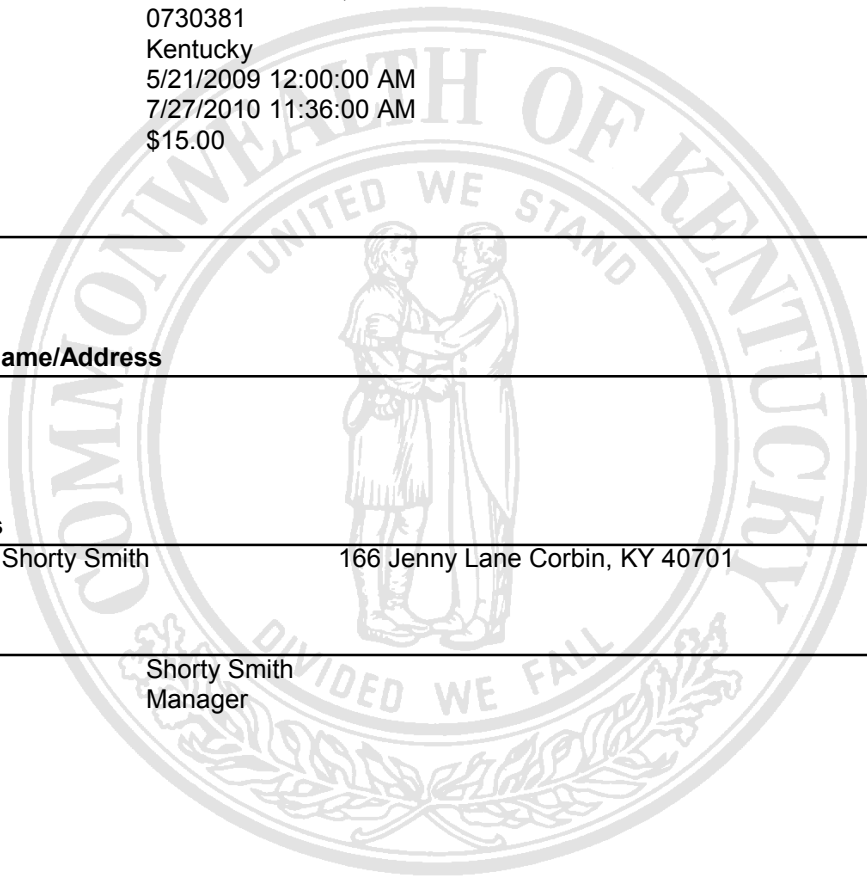 0730381
Kentucky
5/21/2009 12:00:00 AM
7/27/2010 11:36:00 AM
$15.00
COMMONWEALTH OF KENTUCKY
UNITED WE STAND
ame/Address
s
Shorty Smith 166 Jenny Lane Corbin, KY 40701
Shorty Smith
Manager
DIVIDED WE FALL